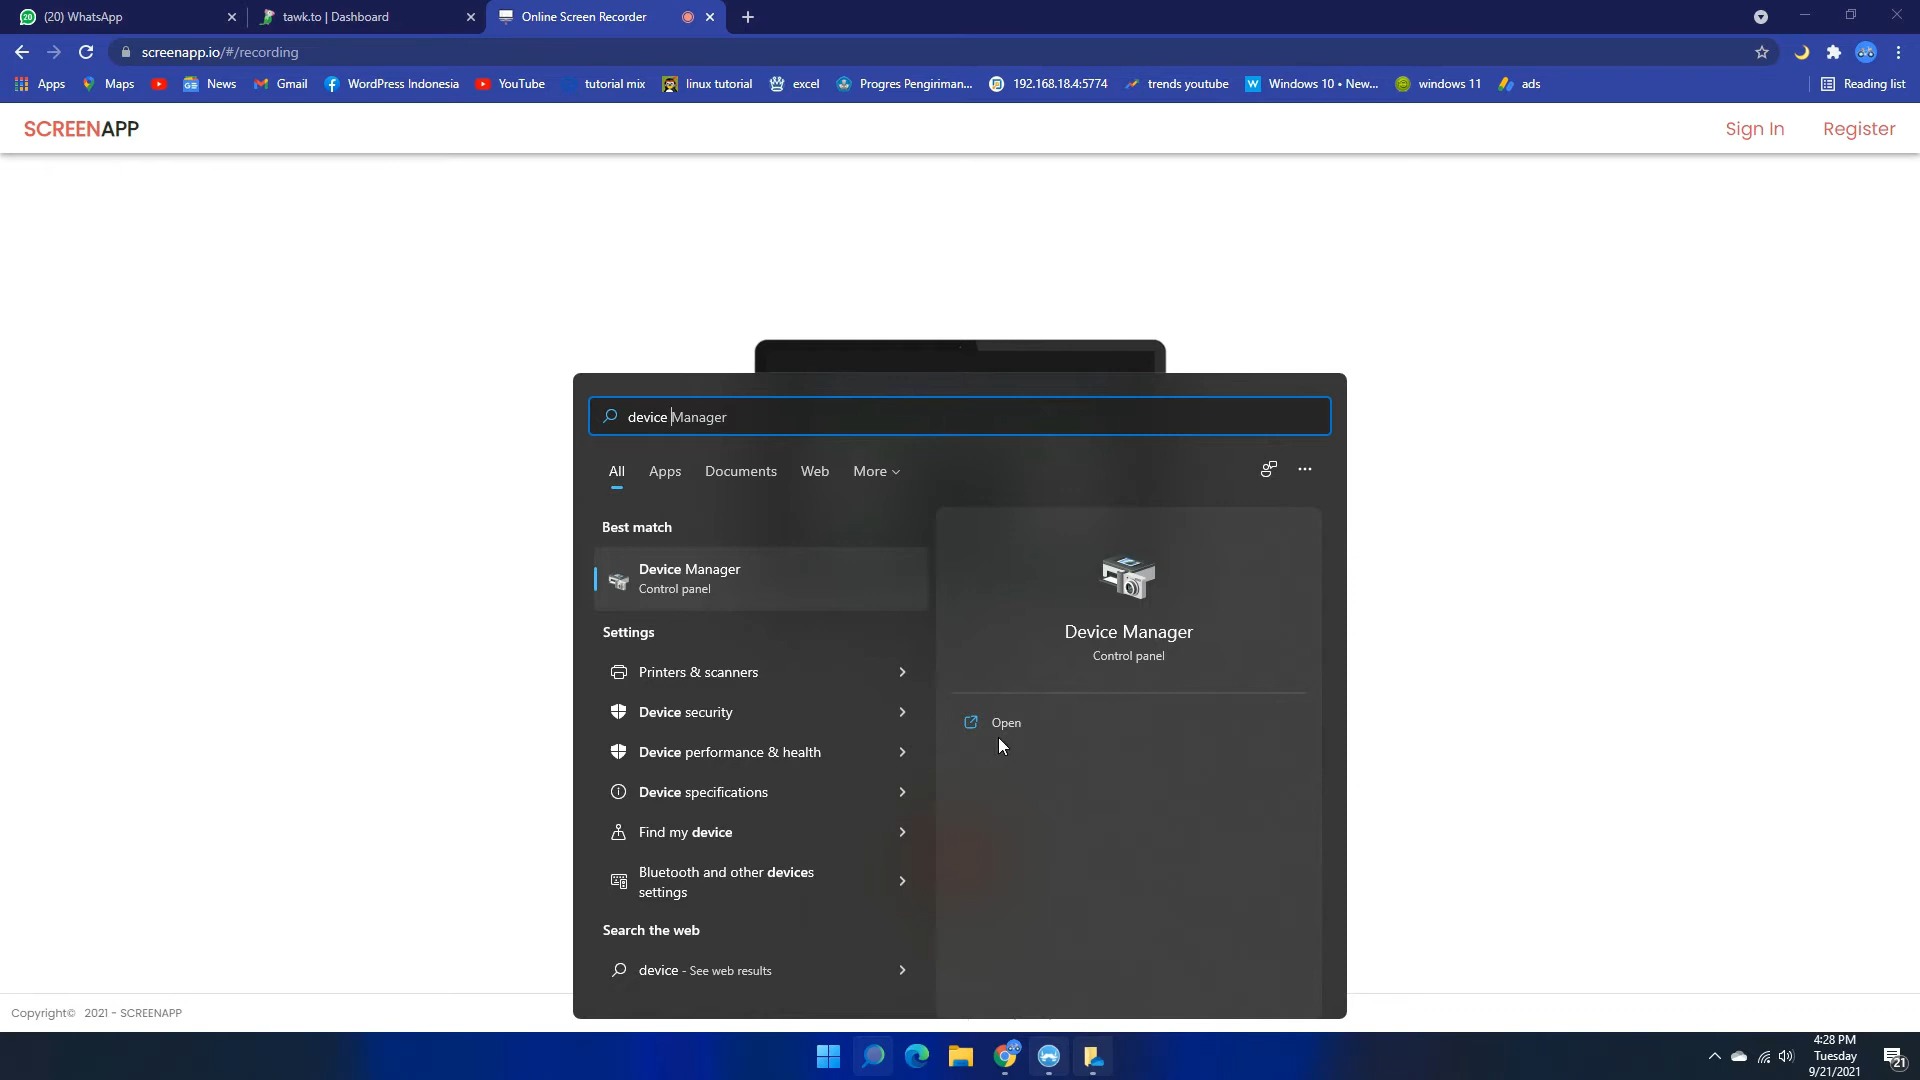 (20) WhatsApp
tawk.to | Dashboard
Online Screen Recorder
screenapp.io/#/recording
Apps
Maps
News
Gmail
WordPress Indonesia
YouTube
tutorial mix
linux tutorial
excel
Progres Pengiriman...
192.168.18.4:5774
trends youtube
Windows 10 • New...
windows 11
ads
Reading list
SCREENAPP
Sign In
Register
device Manager
All
Apps
Documents
Web
More
Best match
Device Manager
Control panel
Settings
Printers & scanners
Device security
Device performance & health
Device specifications
Find my device
Bluetooth and other devices
settings
Search the web
device - See web results
Device Manager
Control panel
Open
Copyright© 2021 - SCREENAPP
4:28 PM
Tuesday
9/21/2021
21